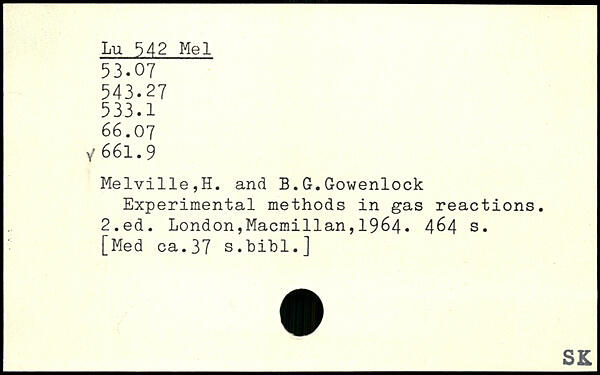 Lu 542 Mel
53.07
543.27
533.1
66.07
√ 661.9
Melville,H. and B.G.Gowenlock
Experimental methods in gas reactions.
2.ed. London,Macmillan,1964. 464 s.
[Med ca.37 s.bibl.]
SK